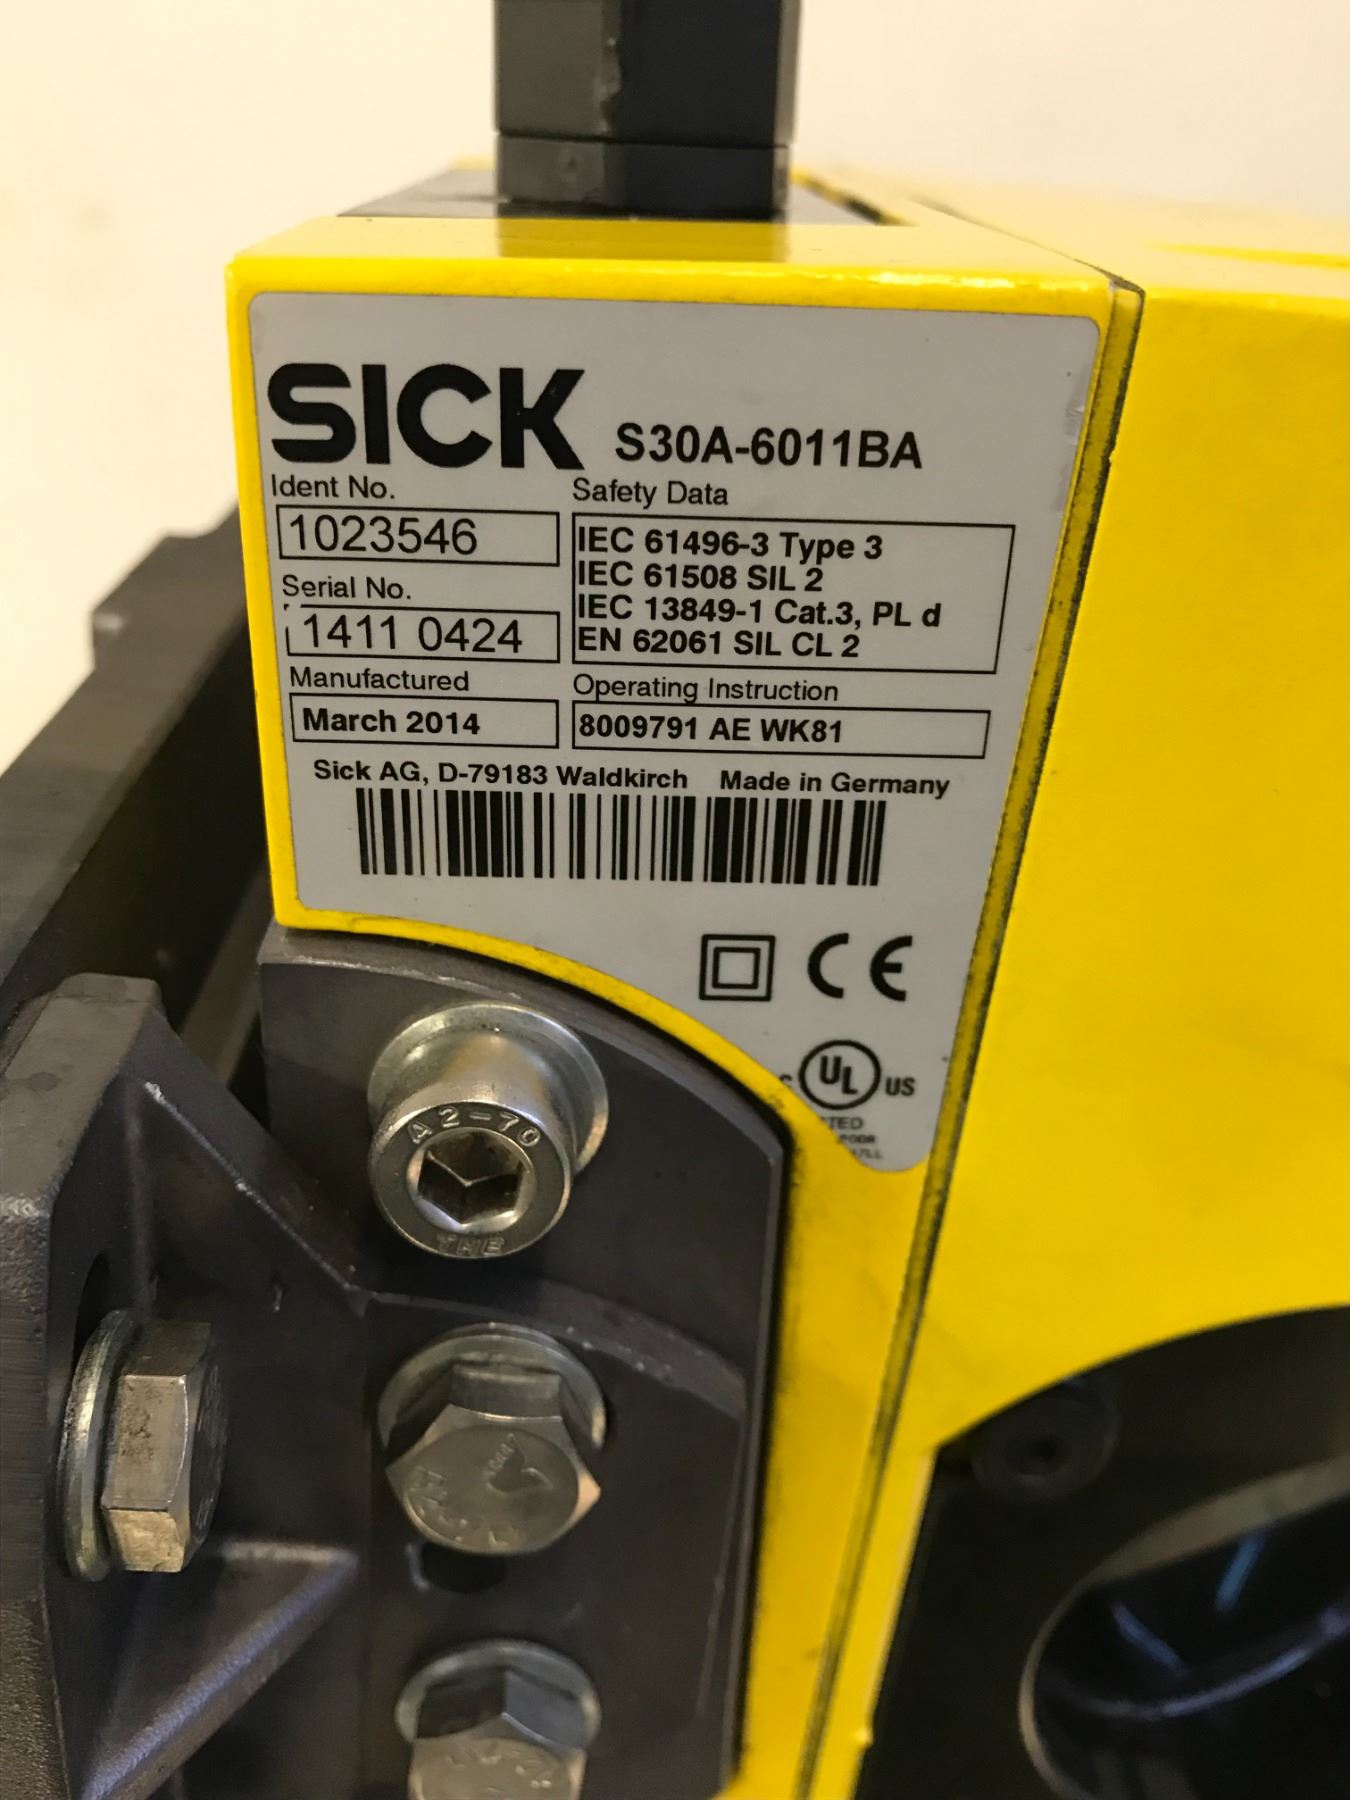 SICK S30A-6011BA
Ident No. Safety Data
1023546
IEC 61496-3 Type 3
IEC 61508 SIL 2
IEC 13849-1 Cat.3, PL d
EN 62061 SIL CL 2
Serial No.
1411 0424
Manufactured Operating Instruction
March 2014 8009791 AE WK81
Sick AG, D-79183 Waldkirch Made in Germany
CE
c UL US
A2-70
THE